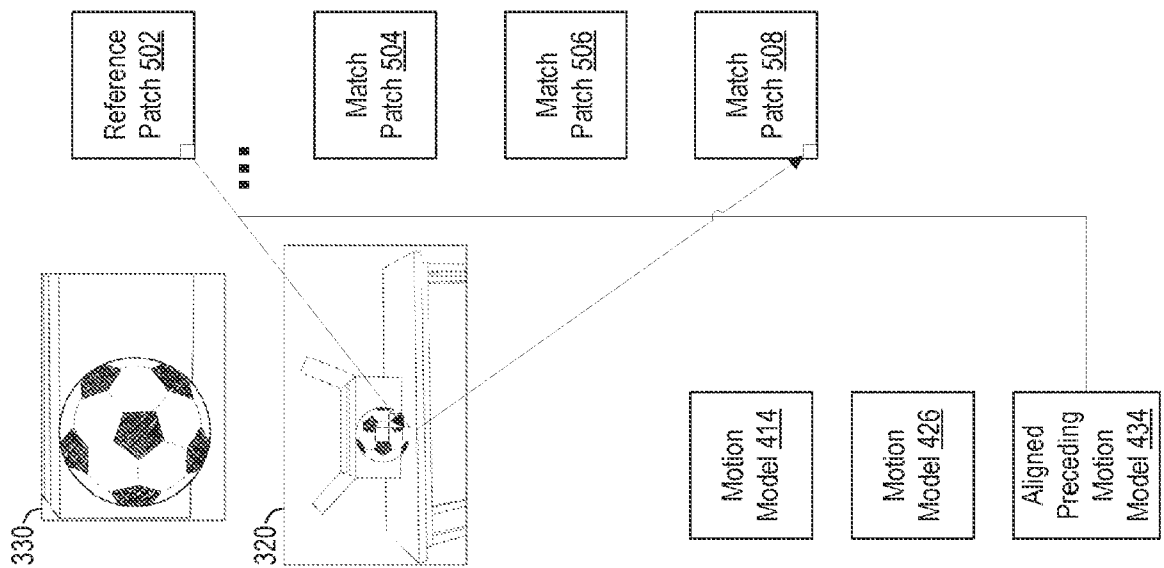 330
320
Reference
Patch 502
Match
Patch 504
Match
Patch 506
Match
Patch 508
Motion
Model 414
Motion
Model 426
Aligned
Preceding
Motion
Model 434